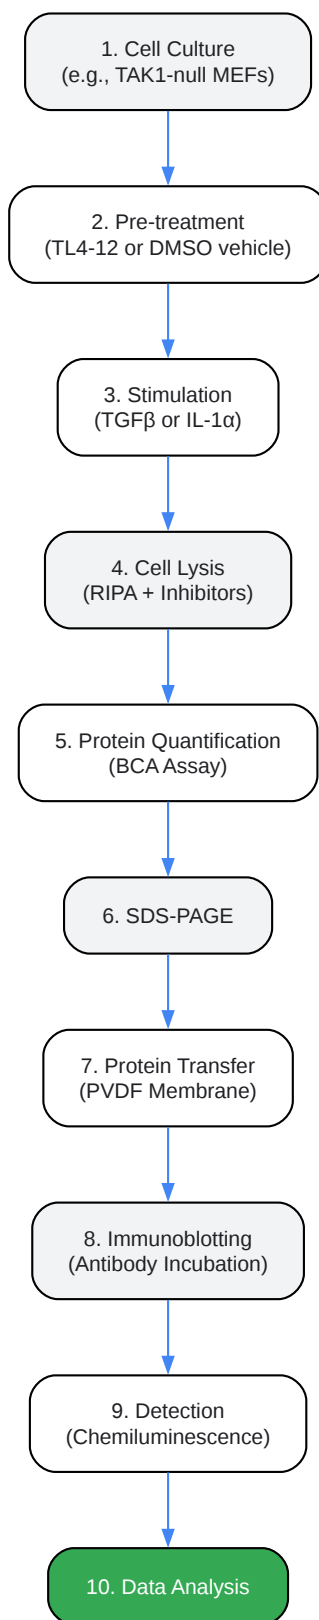 1. Cell Culture
(e.g., TAK1-null MEFs)
2. Pre-treatment
(TL4-12 or DMSO vehicle)
3. Stimulation
(TGFβ or IL-1α)
4. Cell Lysis
(RIPA + Inhibitors)
5. Protein Quantification
(BCA Assay)
6. SDS-PAGE
7. Protein Transfer
(PVDF Membrane)
8. Immunoblotting
(Antibody Incubation)
9. Detection
(Chemiluminescence)
10. Data Analysis